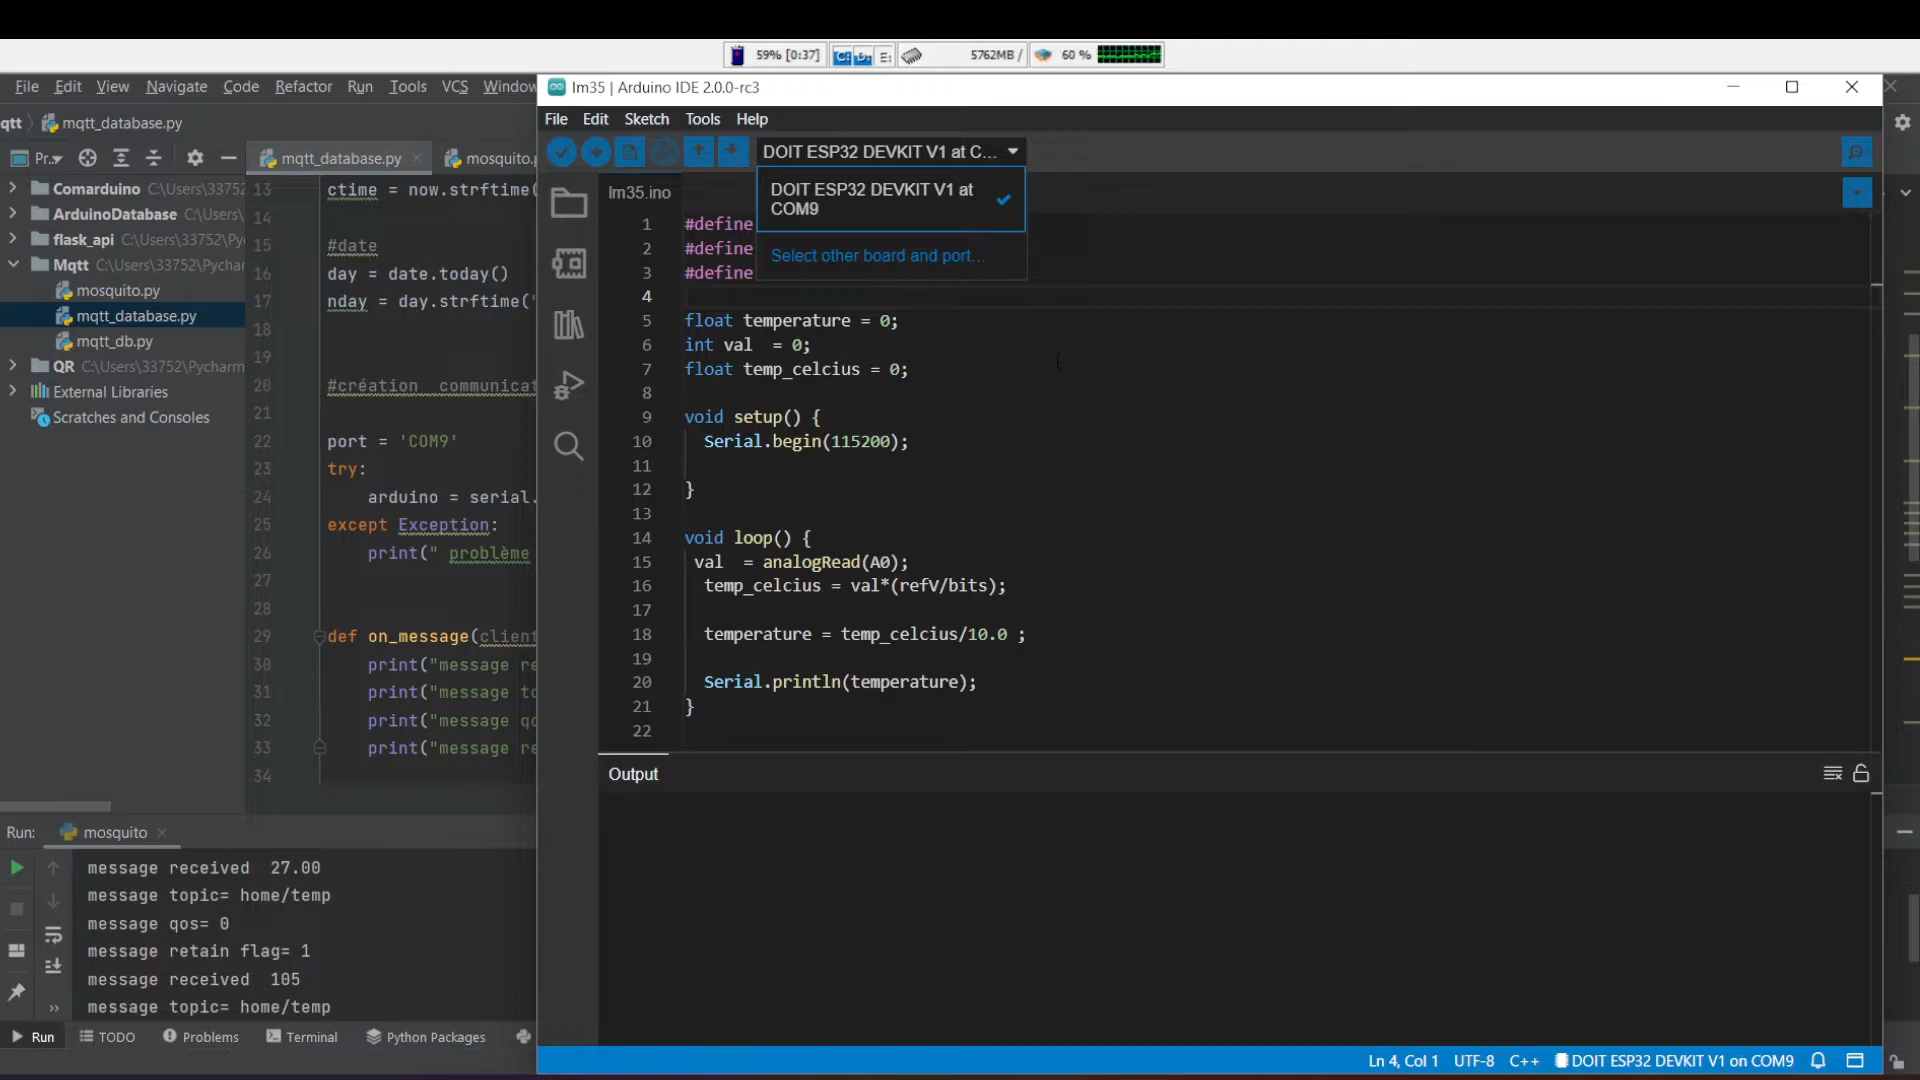 59% [0:37]
C:
D:
E:
5762MB /
60 %
File Edit View Navigate Code Refactor Run Tools VCS Window
qtt mqtt_database.py
Pr...
mqtt_database.py
mosquito.
Comarduino C:\Users\33752
ArduinoDatabase C:\Users\
flask_api C:\Users\33752\Py
Mqtt C:\Users\33752\Pychar
mosquito.py
mqtt_database.py
mqtt_db.py
QR C:\Users\33752\Pycharm
External Libraries
Scratches and Consoles
13 ctime = now.strftime(
14
15 #date
16 day = date.today()
17 nday = day.strftime('
18
19
20 #création communicat
21
22 port = 'COM9'
23 try:
24 arduino = serial.
25 except Exception:
26 print(" problème
27
28
29 def on_message(client
30 print("message re
31 print("message to
32 print("message qo
33 print("message re
34
Run: mosquito
message received 27.00
message topic= home/temp
message qos= 0
message retain flag= 1
message received 105
message topic= home/temp
Run TODO Problems Terminal Python Packages
lm35 | Arduino IDE 2.0.0-rc3
File Edit Sketch Tools Help
DOIT ESP32 DEVKIT V1 at C...
DOIT ESP32 DEVKIT V1 at
COM9
Select other board and port...
lm35.ino
1 #define
2 #define
3 #define
4
5 float temperature = 0;
6 int val = 0;
7 float temp_celcius = 0;
8
9 void setup() {
10 Serial.begin(115200);
11
12 }
13
14 void loop() {
15 val = analogRead(A0);
16 temp_celcius = val*(refV/bits);
17
18 temperature = temp_celcius/10.0 ;
19
20 Serial.println(temperature);
21 }
22
Output
Ln 4, Col 1 UTF-8 C++ DOIT ESP32 DEVKIT V1 on COM9